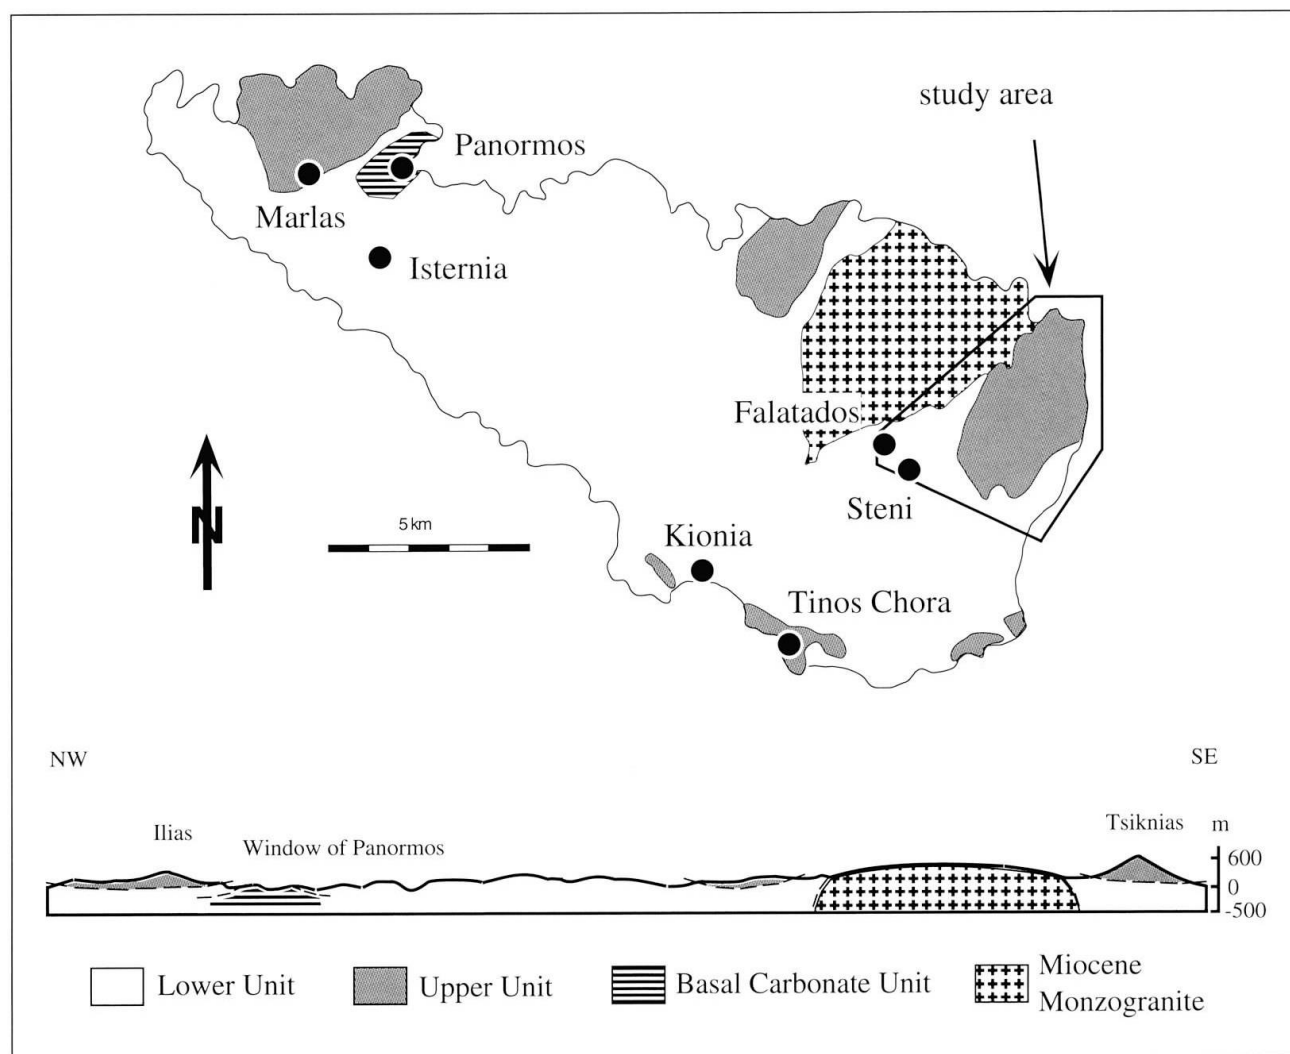 study area
Panormos
Marlas
Isternia
Falatados
Steni
N
5 km
Kionia
Tinos Chora
NW
SE
Ilias
Window of Panormos
Tsiknias
m
600
0
-500
Lower Unit
Upper Unit
Basal Carbonate Unit
Miocene
Monzogranite